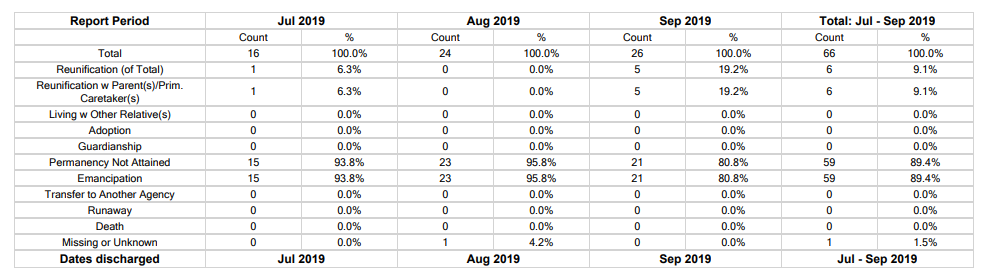 Report Period Jul 2019 Aug 2019 Sep 2019 Total: Jul - Sep 2019
Count % Count % Count % Count %
Total 16 100.0% 24 100.0% 26 100.0% 66 100.0%
Reunification (of Total) 1 6.3% 0 0.0% 5 19.2% 6 9.1%
Reunification w Parent(s)/Prim.
Caretaker(s) 1 6.3% 0 0.0% 5 19.2% 6 9.1%
Living w Other Relative(s) 0 0.0% 0 0.0% 0 0.0% 0 0.0%
Adoption 0 0.0% 0 0.0% 0 0.0% 0 0.0%
Guardianship 0 0.0% 0 0.0% 0 0.0% 0 0.0%
Permanency Not Attained 15 93.8% 23 95.8% 21 80.8% 59 89.4%
Emancipation 15 93.8% 23 95.8% 21 80.8% 59 89.4%
Transfer to Another Agency 0 0.0% 0 0.0% 0 0.0% 0 0.0%
Runaway 0 0.0% 0 0.0% 0 0.0% 0 0.0%
Death 0 0.0% 0 0.0% 0 0.0% 0 0.0%
Missing or Unknown 0 0.0% 1 4.2% 0 0.0% 1 1.5%
Dates discharged Jul 2019 Aug 2019 Sep 2019 Jul - Sep 2019